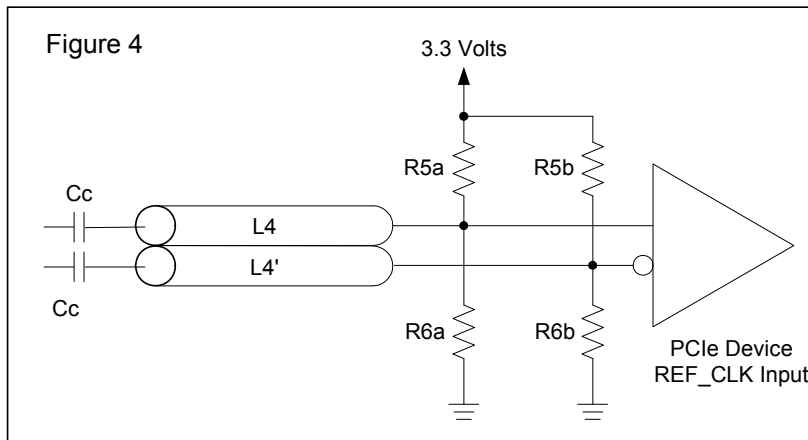 Figure 4
3.3 Volts
R5a
R5b
Cc
L4
L4'
Cc
R6a
R6b
PCIe Device
REF_CLK Input